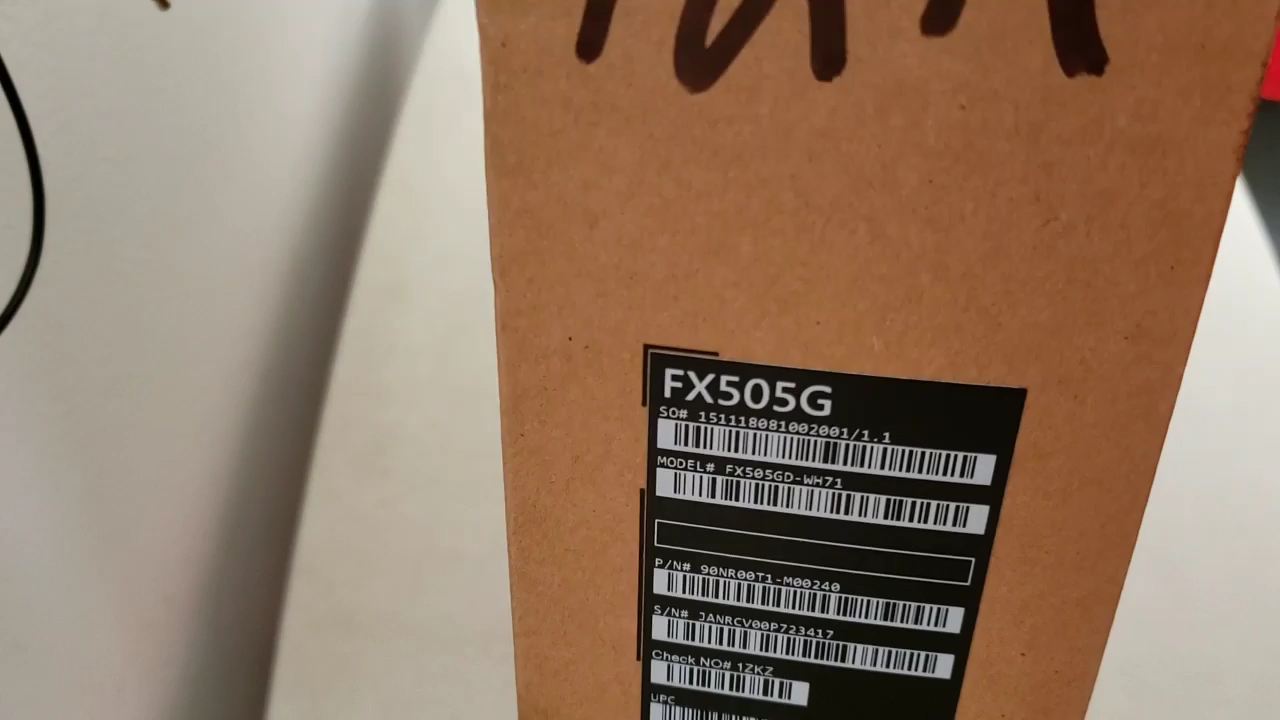 FX505G
SO# 151118081002001/1.1
MODEL# FX505GD-WH71
P/N# 90NR00T1-M00240
S/N# JANRCV00P723417
Check NO# 1ZKZ
UPC